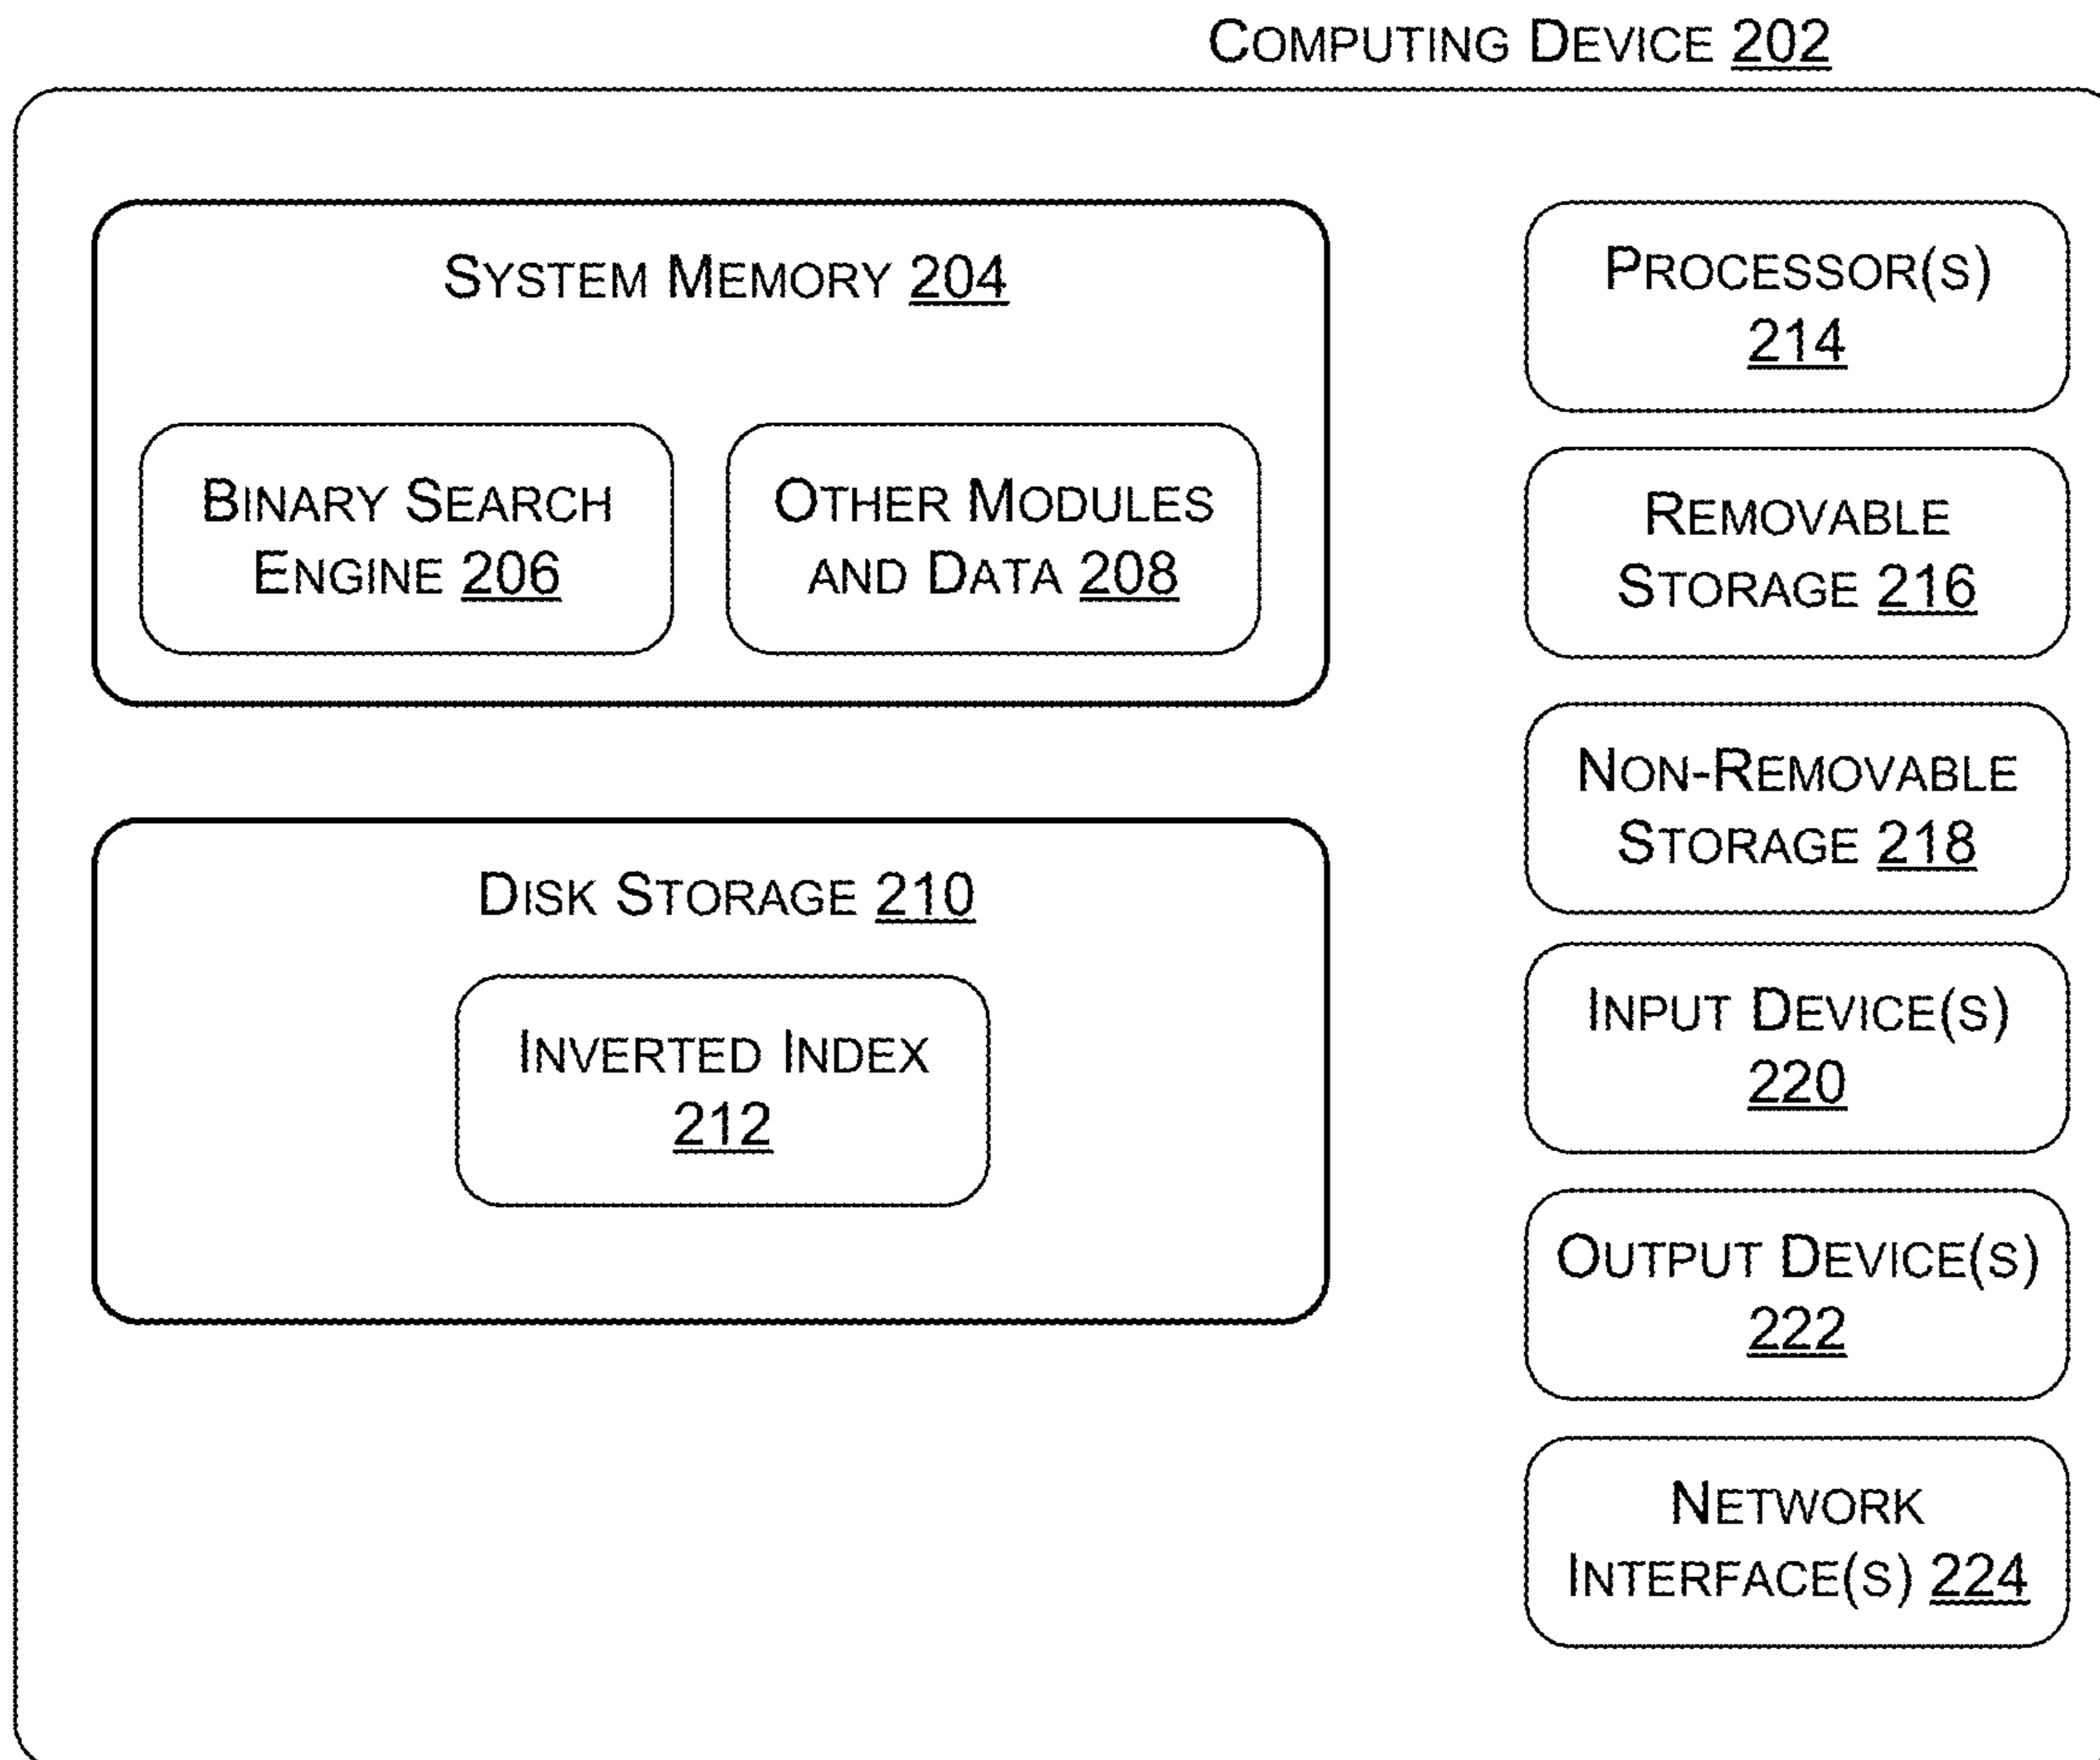 COMPUTING DEVICE 202
SYSTEM MEMORY 204
BINARY SEARCH
ENGINE 206
OTHER MODULES
AND DATA 208
DISK STORAGE 210
INVERTED INDEX
212
PROCESSOR(S)
214
REMOVABLE
STORAGE 216
NON-REMOVABLE
STORAGE 218
INPUT DEVICE(S)
220
OUTPUT DEVICE(S)
222
NETWORK
INTERFACE(S) 224